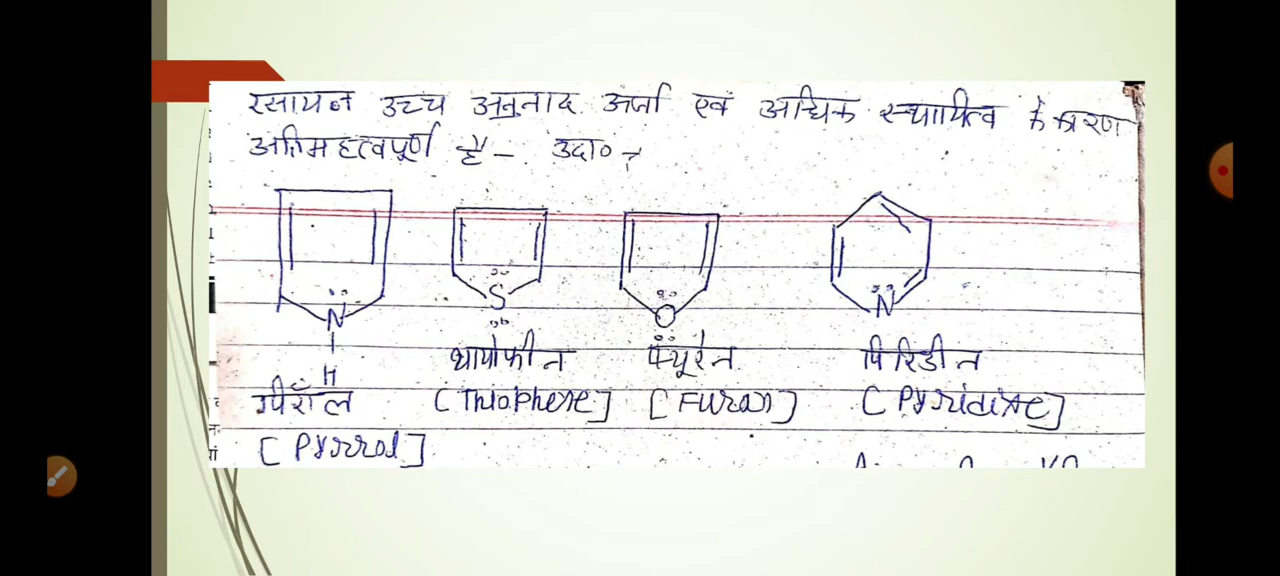 रसायन उच्च अनुनाद ऊर्जा एवं अधिक स्थायित्व के कारण
अतिमहत्वपूर्ण है - उदा०
N S O N
H
थायोफीन फ्यूरेन पिरिडीन
पीरॉल [Thiophene] [Furan] [Pyridine]
[Pyrrol]